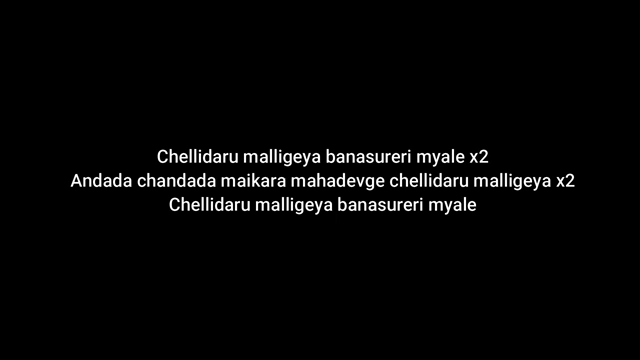 Chellidaru malligeya banasureri myale x2
Andada chandada maikara mahadevge chellidaru malligeya x2
Chellidaru malligeya banasureri myale